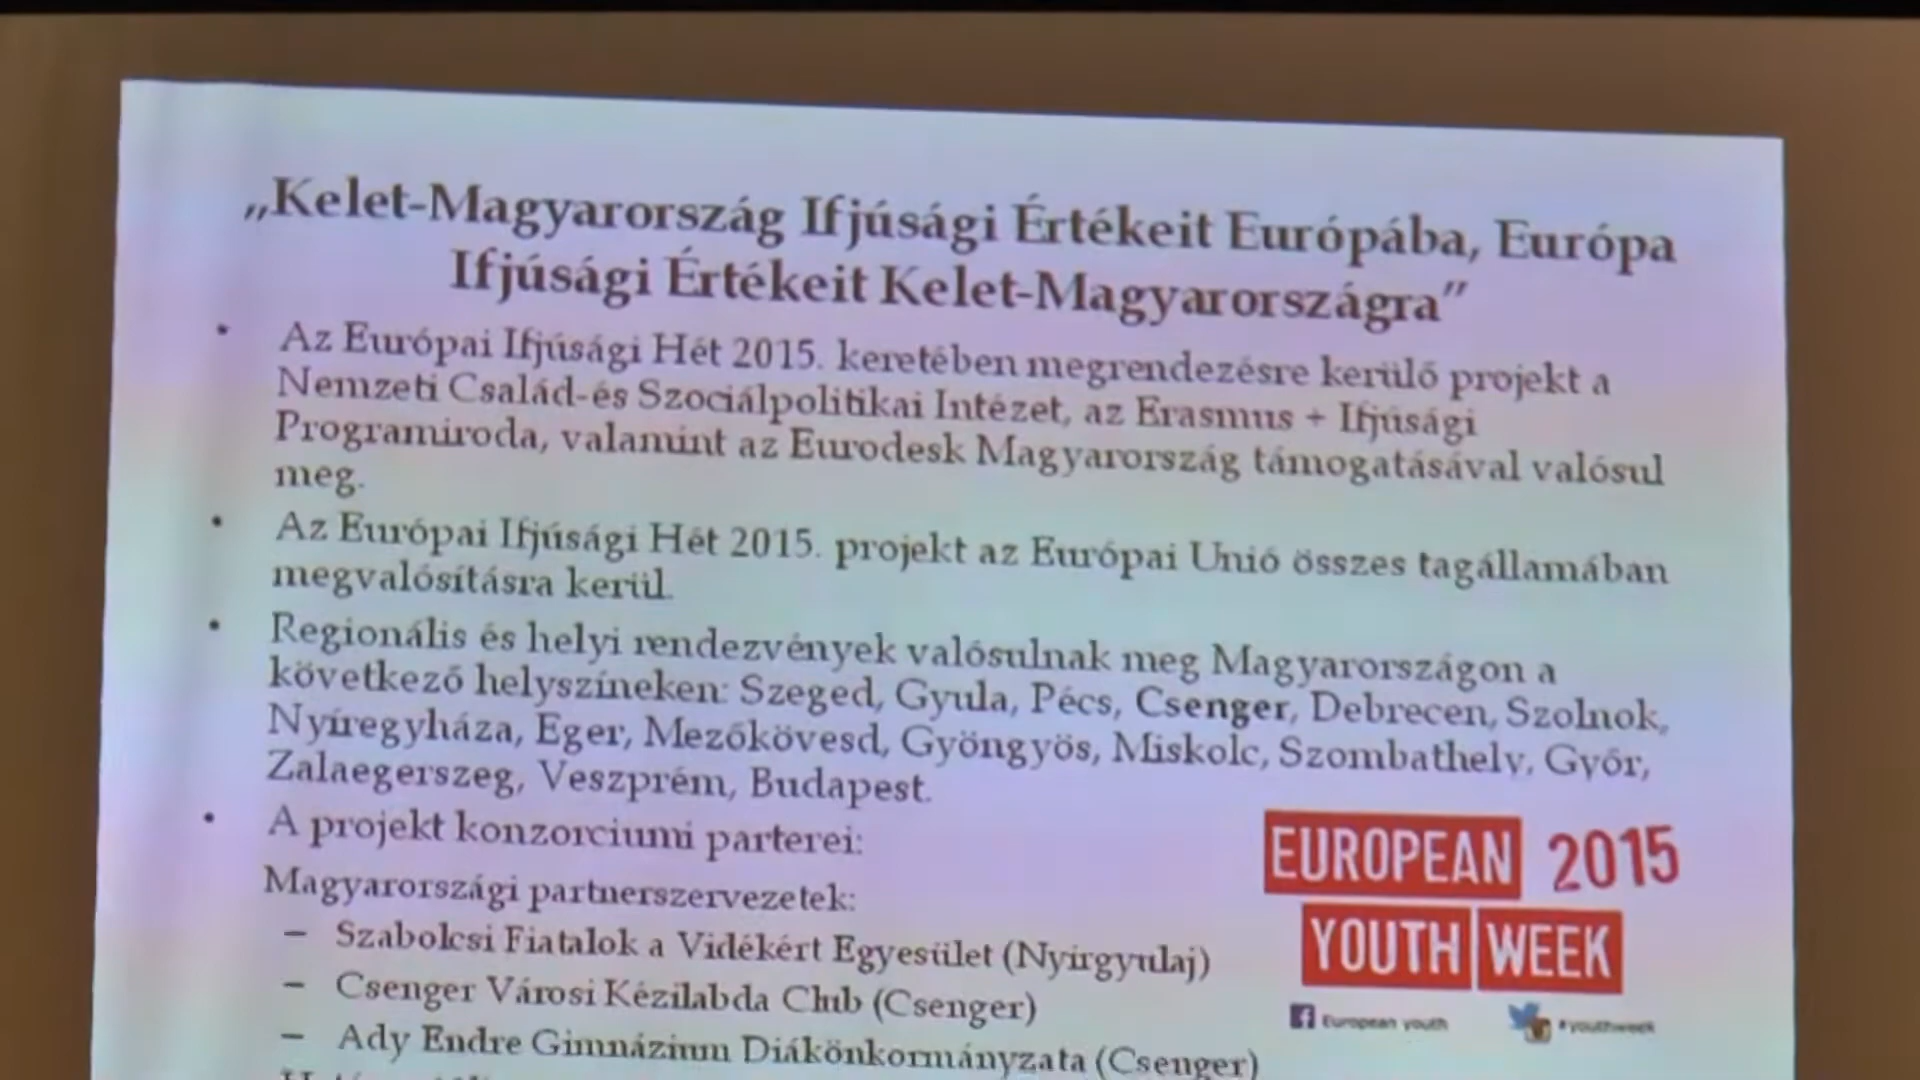 „Kelet-Magyarország Ifjúsági Értékeit Európába, Európa
Ifjúsági Értékeit Kelet-Magyarországra”
• Az Európai Ifjúsági Hét 2015. keretében megrendezésre kerülő projekt a
Nemzeti Család-és Szociálpolitikai Intézet, az Erasmus + Ifjúsági
Programiroda, valamint az Eurodesk Magyarország támogatásával valósul
meg.
• Az Európai Ifjúsági Hét 2015. projekt az Európai Unió összes tagállamában
megvalósításra kerül.
• Regionális és helyi rendezvények valósulnak meg Magyarországon a
következő helyszíneken: Szeged, Gyula, Pécs, Csenger, Debrecen, Szolnok,
Nyíregyháza, Eger, Mezőkövesd, Gyöngyös, Miskolc, Szombathely, Győr,
Zalaegerszeg, Veszprém, Budapest.
• A projekt konzorciumi parterei:
Magyarországi partnerszervezetek:
– Szabolcsi Fiatalok a Vidékért Egyesület (Nyírgyulaj)
– Csenger Városi Kézilabda Club (Csenger)
– Ady Endre Gimnázium Diákönkormányzata (Csenger)
EUROPEAN 2015
YOUTH WEEK
European youth #youthweek